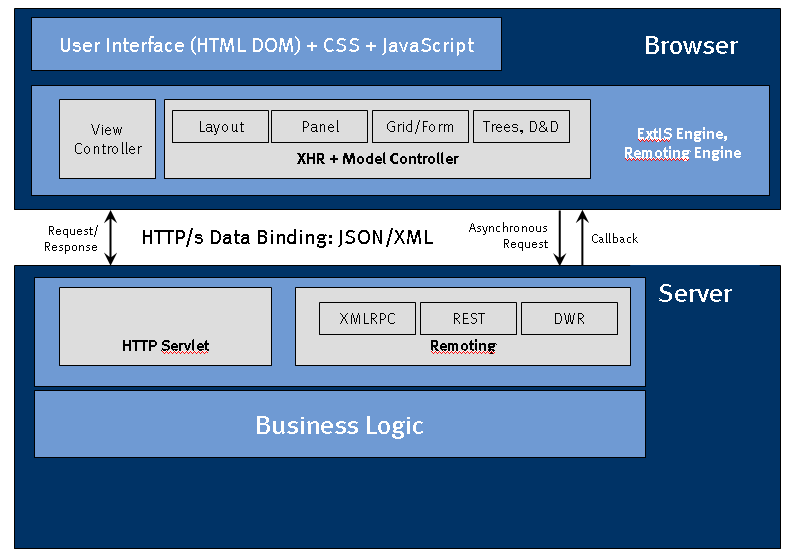 User Interface (HTML DOM) + CSS + JavaScript
Browser
View
Controller
Layout
Panel
Grid/Form
Trees, D&D
XHR + Model Controller
ExtJS Engine,
Remoting Engine
Request/
Response
HTTP/s Data Binding: JSON/XML
Asynchronous
Request
Callback
Server
HTTP Servlet
XMLRPC
REST
DWR
Remoting
Business Logic